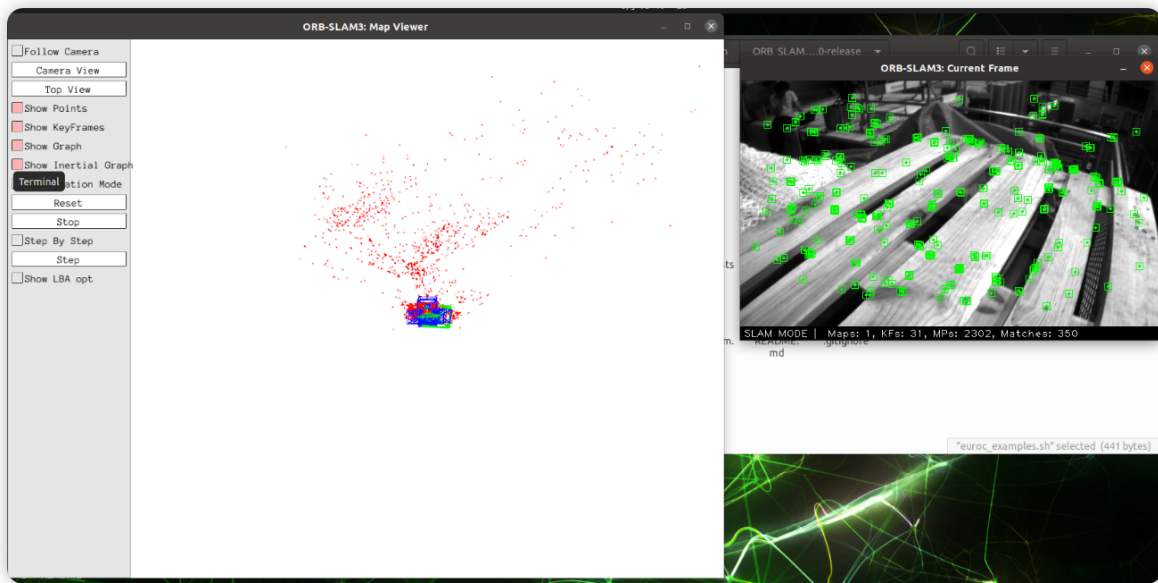 ORB-SLAM3: Map Viewer
Follow Camera
Camera View
Top View
Show Points
Show KeyFrames
Show Graph
Show Inertial Graph
Terminal
ation Mode
Reset
Stop
Step By Step
Step
Show LBA opt
ORB_SLAM....0-release
ORB-SLAM3: Current Frame
SLAM MODE | Maps: 1, KFs: 31, MPs: 2302, Matches: 350
README.
md
.gitignore
"euroc_examples.sh" selected (441 bytes)